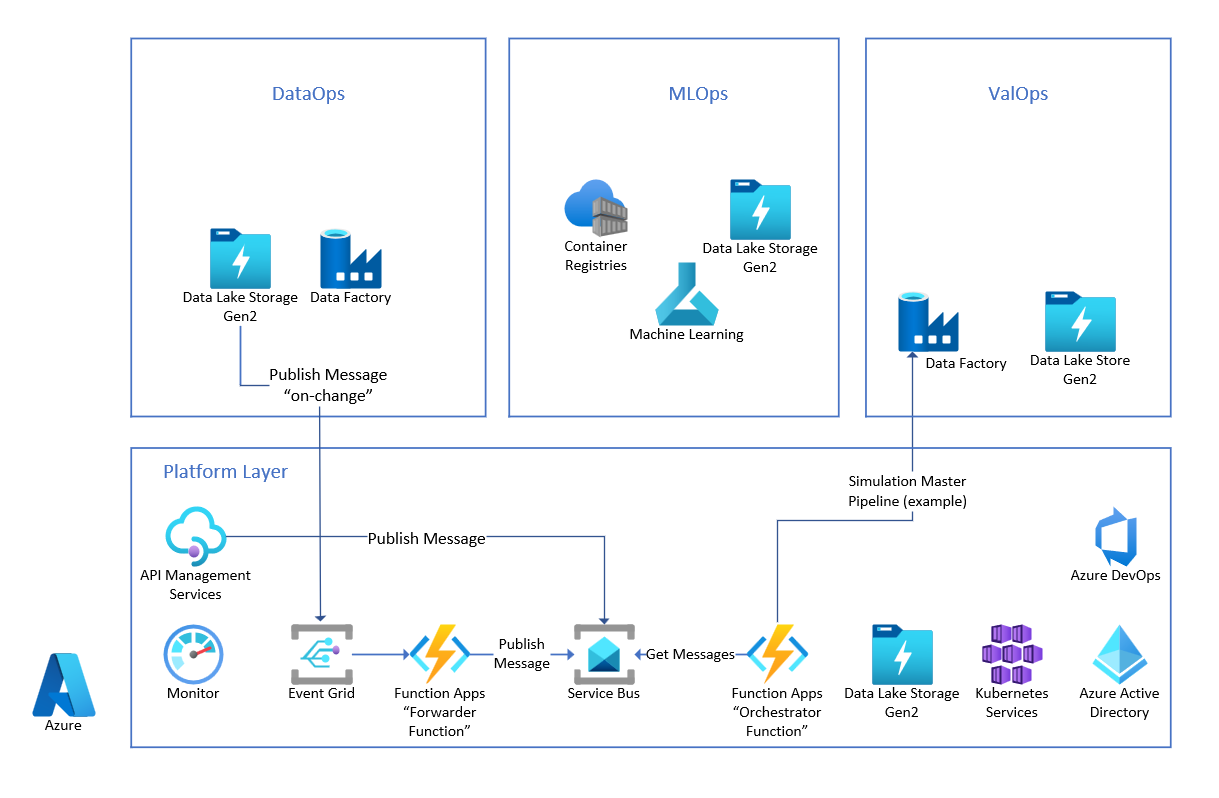 DataOps
MLOps
ValOps
Container
Registries
Data Lake Storage
Gen2
Data Lake Storage
Gen2
Data Factory
Machine Learning
Data Factory
Data Lake Store
Gen2
Publish Message
“on-change”
Platform Layer
Simulation Master
Pipeline (example)
Publish Message
API Management
Services
Azure DevOps
Publish
Message
Get Messages
Monitor
Event Grid
Function Apps
“Forwarder
Function”
Service Bus
Function Apps
“Orchestrator
Function”
Data Lake Storage
Gen2
Kubernetes
Services
Azure Active
Directory
Azure